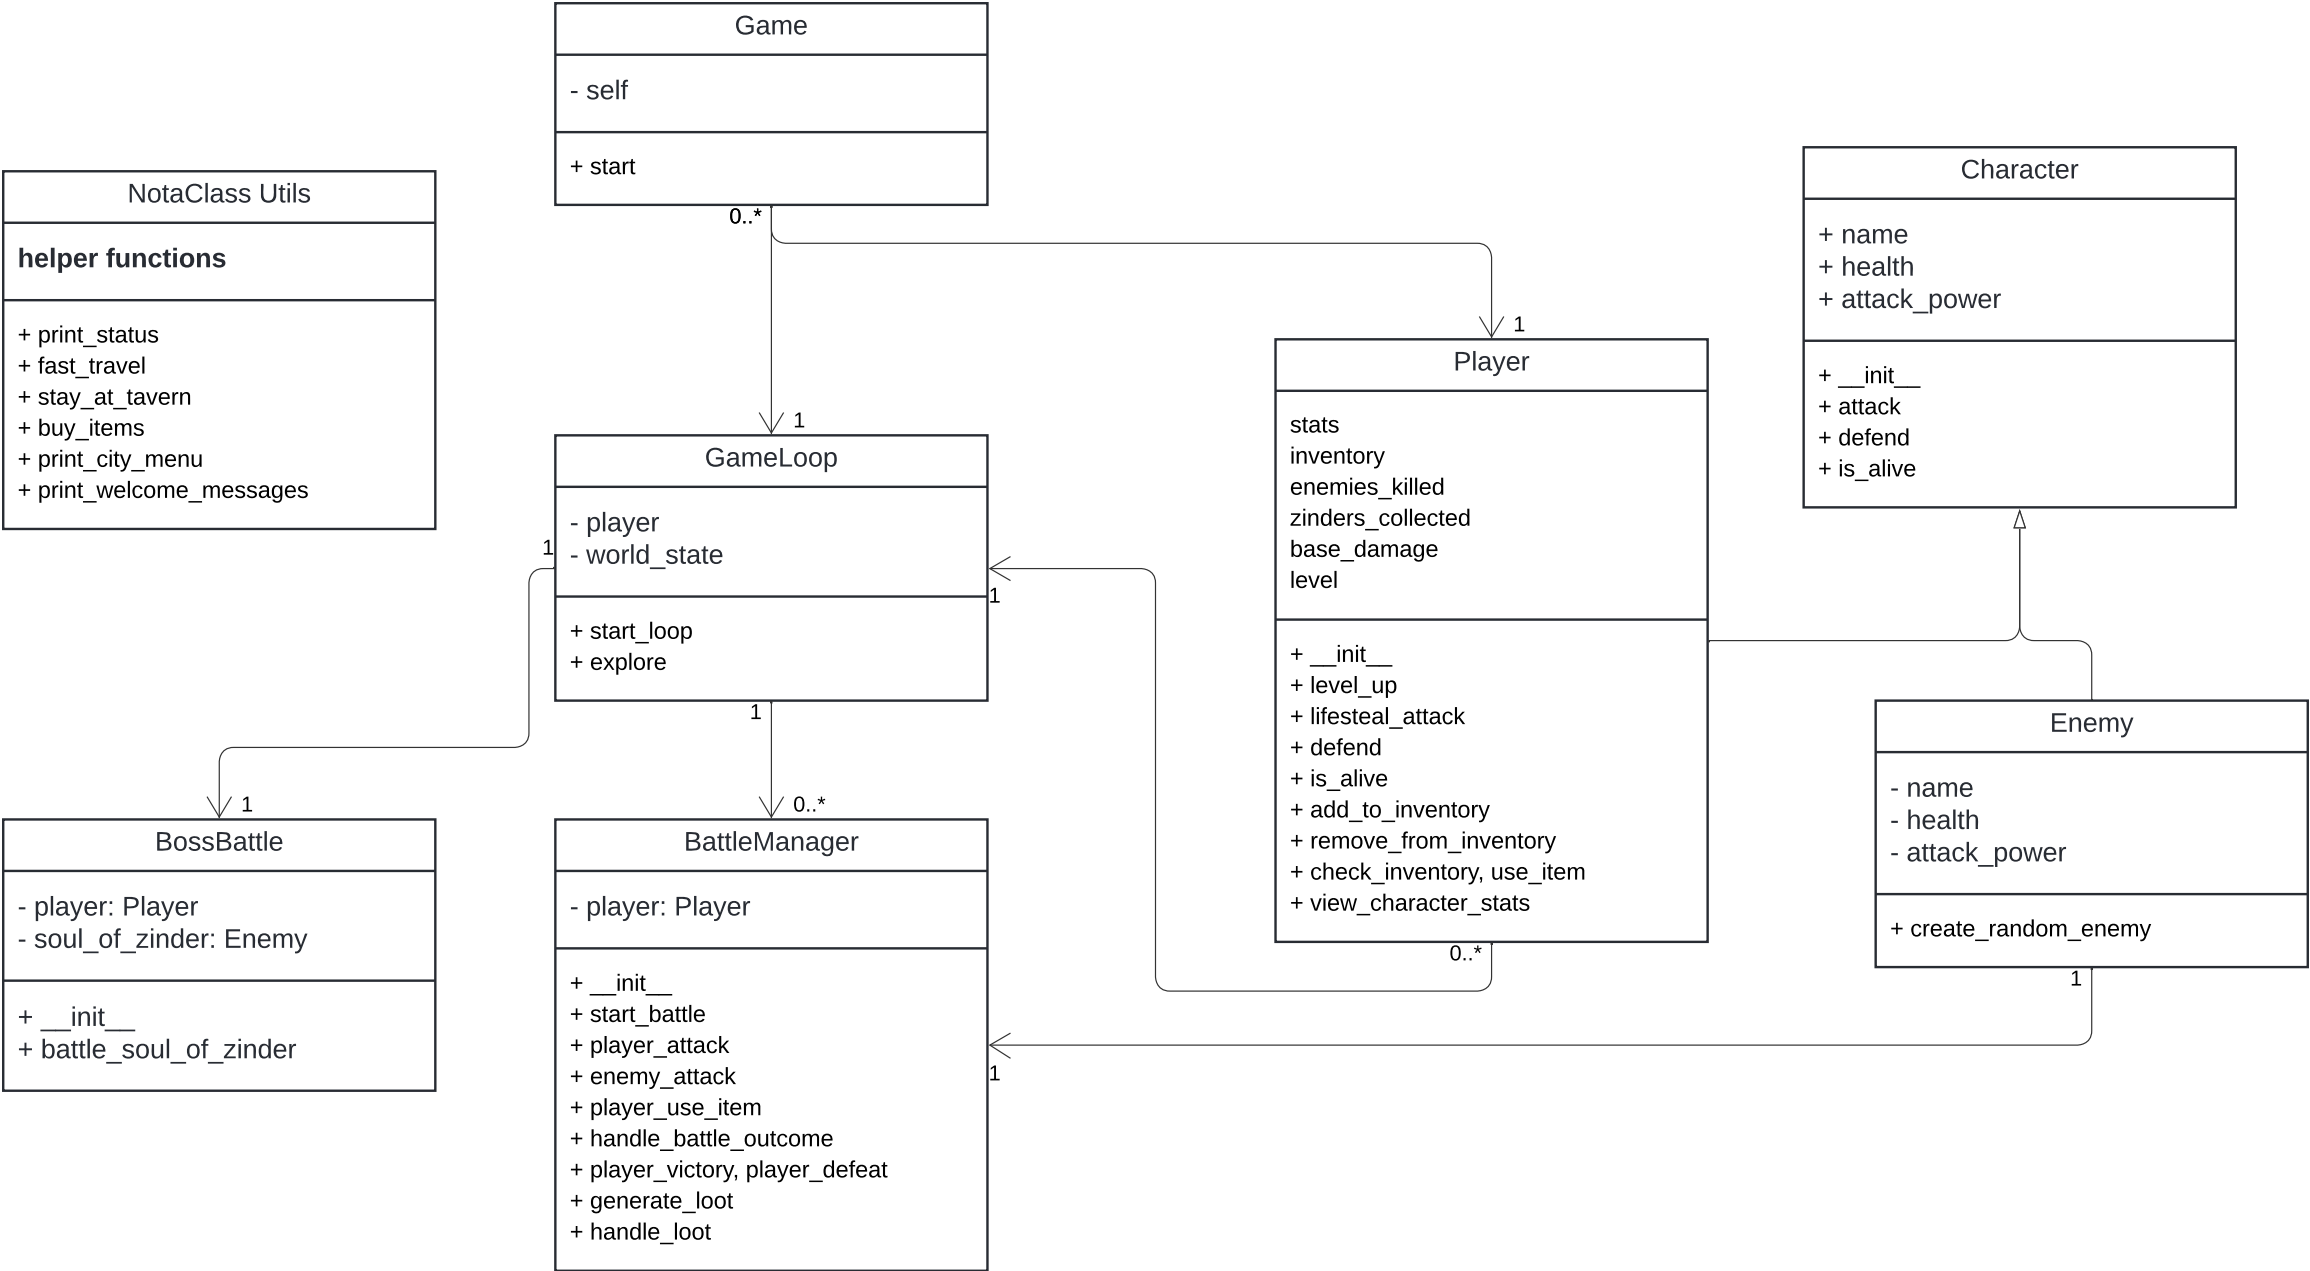 Game
- self
+ start
0..*
NotaClass Utils
helper functions
+ print_status
+ fast_travel
+ stay_at_tavern
+ buy_items
+ print_city_menu
+ print_welcome_messages
Character
+ name
+ health
+ attack_power
+ __init__
+ attack
+ defend
+ is_alive
1
Player
stats
inventory
enemies_killed
zinders_collected
base_damage
level
+ __init__
+ level_up
+ lifesteal_attack
+ defend
+ is_alive
+ add_to_inventory
+ remove_from_inventory
+ check_inventory, use_item
+ view_character_stats
0..*
1
GameLoop
- player
- world_state
+ start_loop
+ explore
1
1
1
Enemy
- name
- health
- attack_power
+ create_random_enemy
1
1
BossBattle
- player: Player
- soul_of_zinder: Enemy
+ __init__
+ battle_soul_of_zinder
0..*
BattleManager
- player: Player
+ __init__
+ start_battle
+ player_attack
+ enemy_attack
+ player_use_item
+ handle_battle_outcome
+ player_victory, player_defeat
+ generate_loot
+ handle_loot
1